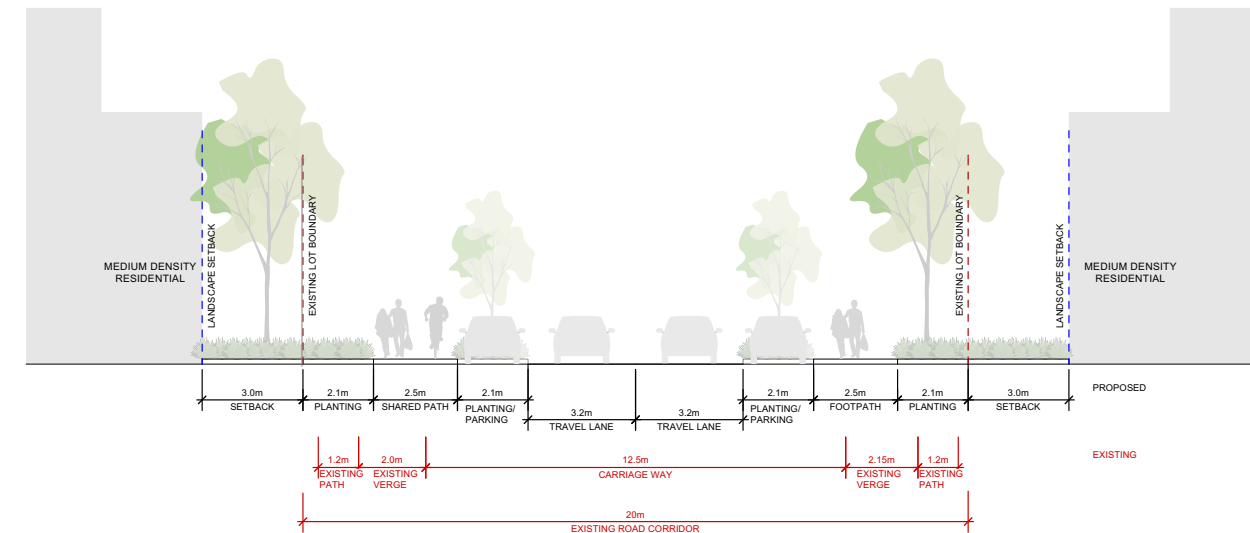 MEDIUM DENSITY
RESIDENTIAL
LANDSCAPE SETBACK
EXISTING LOT BOUNDARY
EXISTING LOT BOUNDARY
LANDSCAPE SETBACK
MEDIUM DENSITY
RESIDENTIAL
3.0m
SETBACK
2.1m
PLANTING
2.5m
SHARED PATH
2.1m
PLANTING/
PARKING
3.2m
TRAVEL LANE
3.2m
TRAVEL LANE
2.1m
PLANTING/
PARKING
2.5m
FOOTPATH
2.1m
PLANTING
3.0m
SETBACK
PROPOSED
1.2m
EXISTING
PATH
2.0m
EXISTING
VERGE
12.5m
CARRIAGE WAY
2.15m
EXISTING
VERGE
1.2m
EXISTING
PATH
EXISTING
20m
EXISTING ROAD CORRIDOR